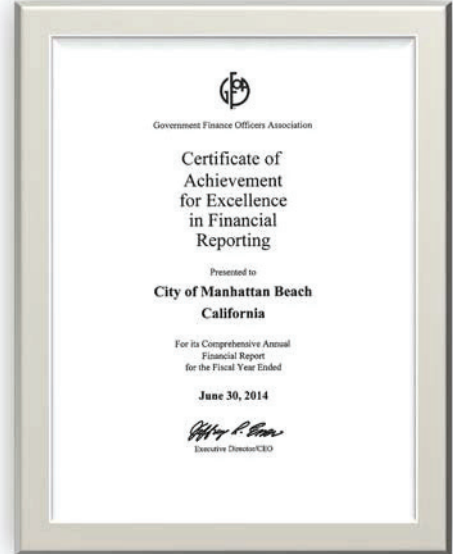 Government Finance Officers Association
Certificate of
Achievement
for Excellence
in Financial
Reporting
Presented to
City of Manhattan Beach
California
For its Comprehensive Annual
Financial Report
for the Fiscal Year Ended
June 30, 2014
Executive Director/CEO